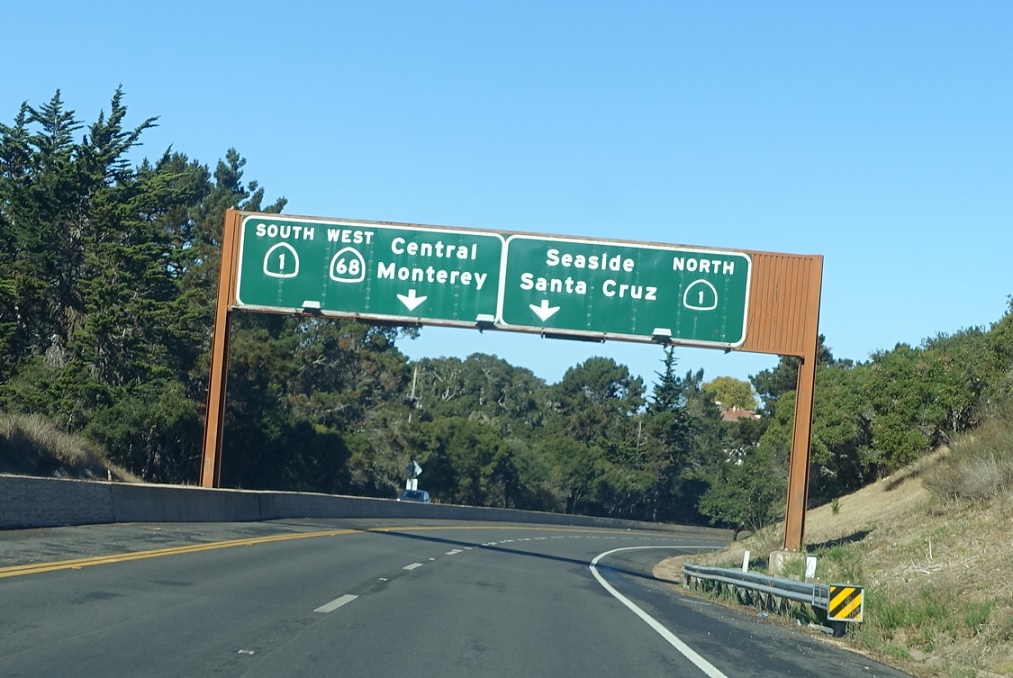 SOUTH WEST
1 68
Central
Monterey
Seaside
Santa Cruz
NORTH
1